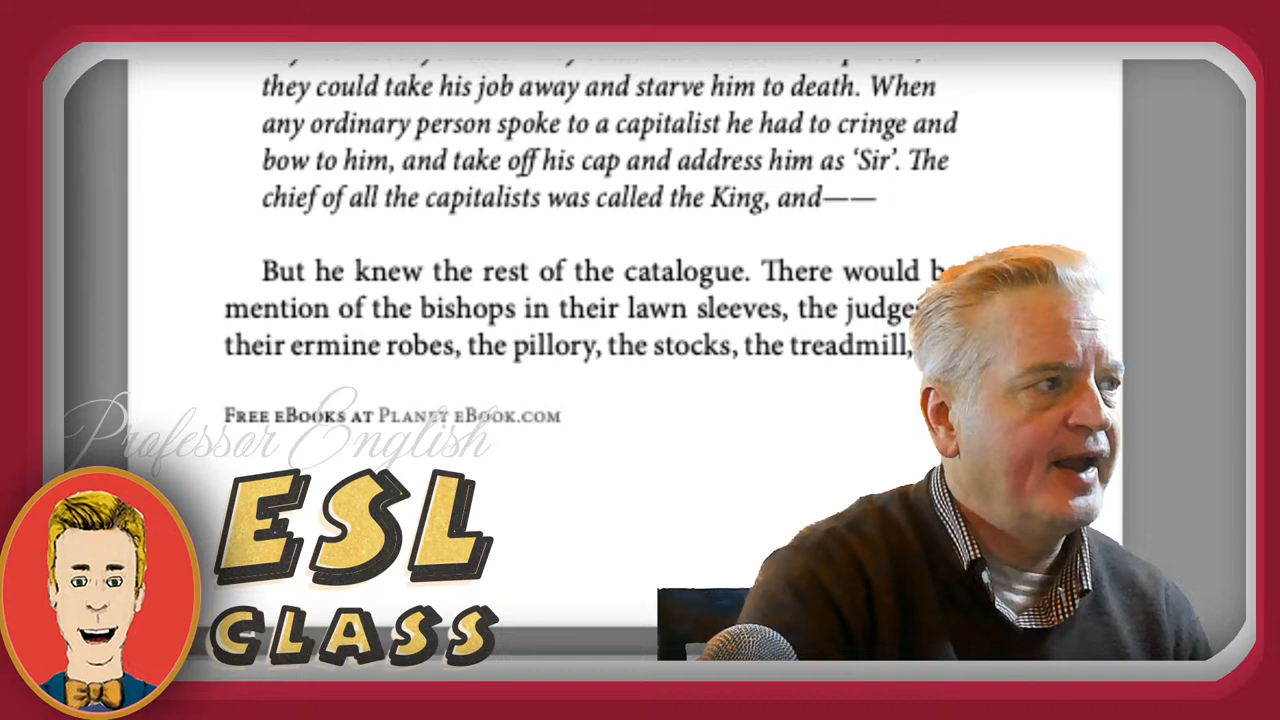 they could take his job away and starve him to death. When
any ordinary person spoke to a capitalist he had to cringe and
bow to him, and take off his cap and address him as ‘Sir’. The
chief of all the capitalists was called the King, and——
But he knew the rest of the catalogue. There would
mention of the bishops in their lawn sleeves, the
their ermine robes, the pillory, the stocks, the treadmill,
Free eBooks at Planet eBook.com
Professor English
ESL
CLASS